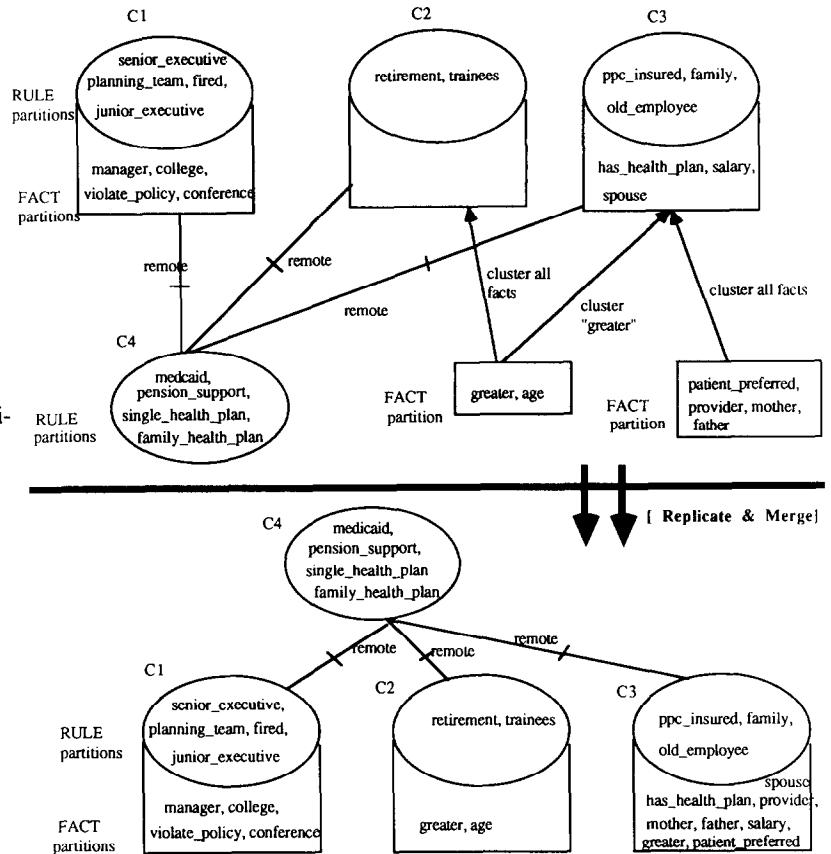 C1
C2
C3
senior_executive
planning_team, fired,
junior_executive
retirement, trainees
ppc_insured, family,
old_employee
RULE
partitions
manager, college,
violate_policy, conference
has_health_plan, salary,
spouse
FACT
partitions
remote
remote
remote
cluster all
facts
cluster
"greater"
cluster all facts
C4
medcaid,
pension_support,
single_health_plan,
family_health_plan
i-
RULE
partitions
FACT
partition
greater, age
FACT
partition
patient_preferred,
provider, mother,
father
[ Replicate & Merge]
C4
medicaid,
pension_support,
single_health_plan
family_health_plan
remote
remote
remote
C1
C2
C3
senior_executive,
planning_team, fired,
junior_executive
retirement, trainees
ppc_insured, family,
old_employee
RULE
partitions
manager, college,
violate_policy, conference
greater, age
spouse
has_health_plan, provider,
mother, father, salary,
greater, patient_preferred
FACT
partitions